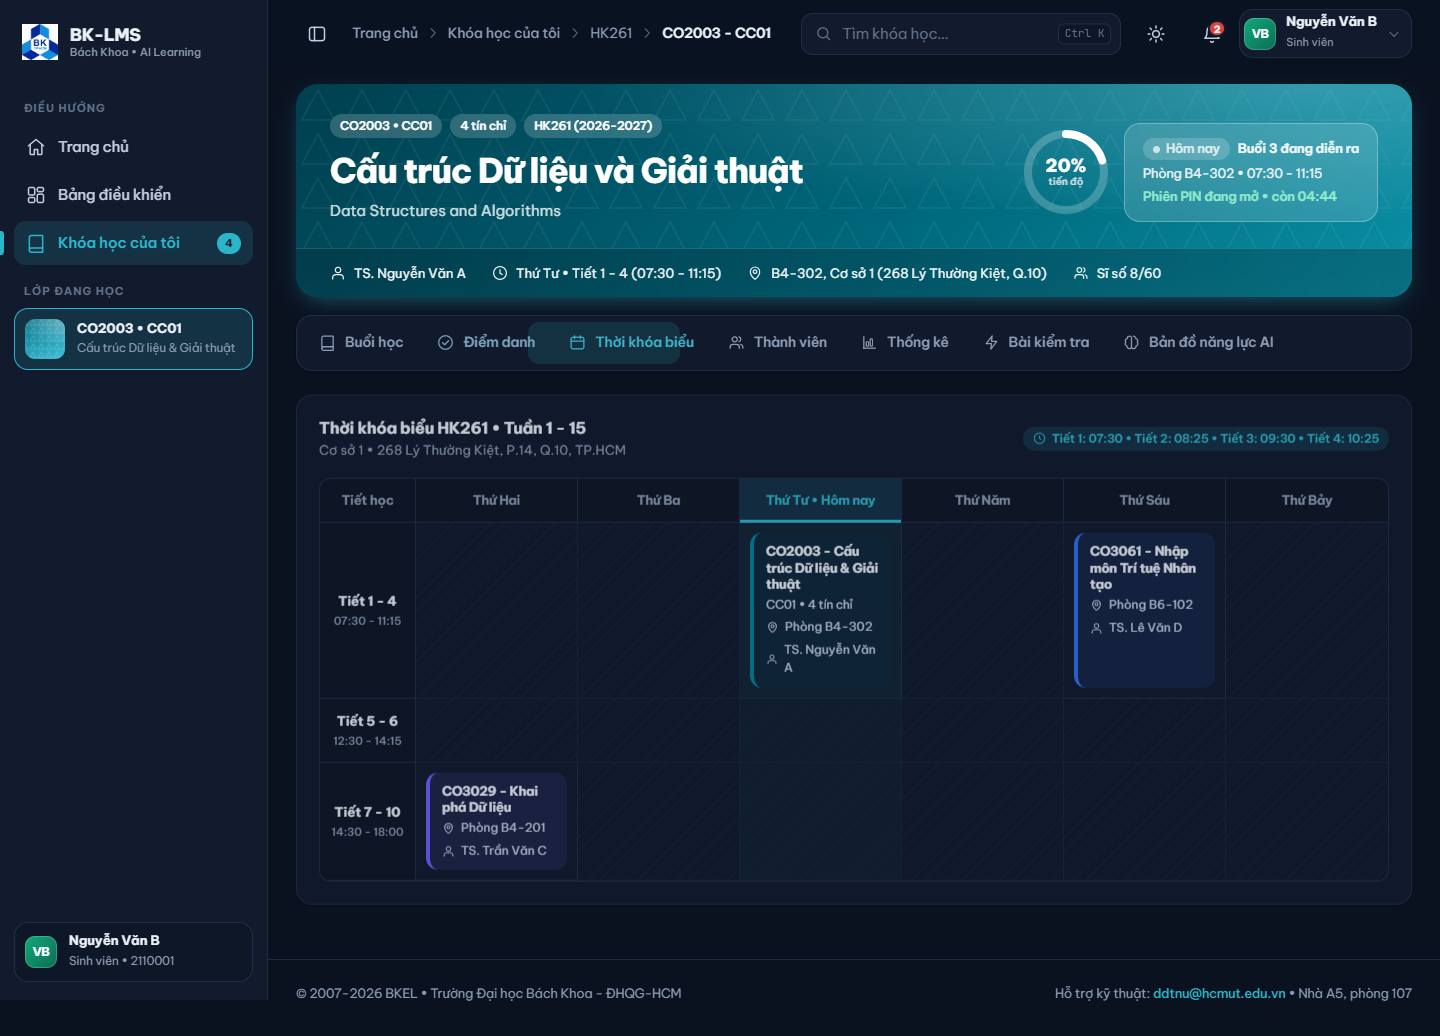 BK-LMS
Bách Khoa • AI Learning
ĐIỀU HƯỚNG
Trang chủ
Bảng điều khiển
Khóa học của tôi 4
LỚP ĐANG HỌC
CO2003 • CC01
Cấu trúc Dữ liệu & Giải thuật
VB Nguyễn Văn B
Sinh viên • 2110001
Trang chủ > Khóa học của tôi > HK261 > CO2003 - CC01
Tìm kiếm khóa học... Ctrl K
2
VB Nguyễn Văn B
Sinh viên
CO2003 • CC01 4 tín chỉ HK261 (2026-2027)
Cấu trúc Dữ liệu và Giải thuật
Data Structures and Algorithms
20%
tiến độ
Hôm nay Buổi 3 đang diễn ra
Phòng B4-302 • 07:30 - 11:15
Phiên PIN đang mở • còn 04:44
TS. Nguyễn Văn A Thứ Tư • Tiết 1 - 4 (07:30 - 11:15) B4-302, Cơ sở 1 (268 Lý Thường Kiệt, Q.10) Sĩ số 8/60
Buổi học Điểm danh Thời khóa biểu Thành viên Thống kê Bài kiểm tra Bản đồ năng lực AI
Thời khóa biểu HK261 • Tuần 1 - 15
Cơ sở 1 • 268 Lý Thường Kiệt, P.14, Q.10, TP.HCM
Tiết 1: 07:30 • Tiết 2: 08:25 • Tiết 3: 09:30 • Tiết 4: 10:25
Tiết học Thứ Hai Thứ Ba Thứ Tư • Hôm nay Thứ Năm Thứ Sáu Thứ Bảy
Tiết 1 - 4
07:30 - 11:15
CO2003 - Cấu
trúc Dữ liệu & Giải
thuật
CC01 • 4 tín chỉ
Phòng B4-302
TS. Nguyễn Văn
A
CO3061 - Nhập
môn Trí tuệ Nhân
tạo
Phòng B6-102
TS. Lê Văn D
Tiết 5 - 6
12:30 - 14:15
Tiết 7 - 10
14:30 - 18:00
CO3029 - Khai
phá Dữ liệu
Phòng B4-201
TS. Trần Văn C
© 2007-2026 BKEL • Trường Đại học Bách Khoa - ĐHQG-HCM
Hỗ trợ kỹ thuật: ddtnu@hcmut.edu.vn • Nhà A5, phòng 107